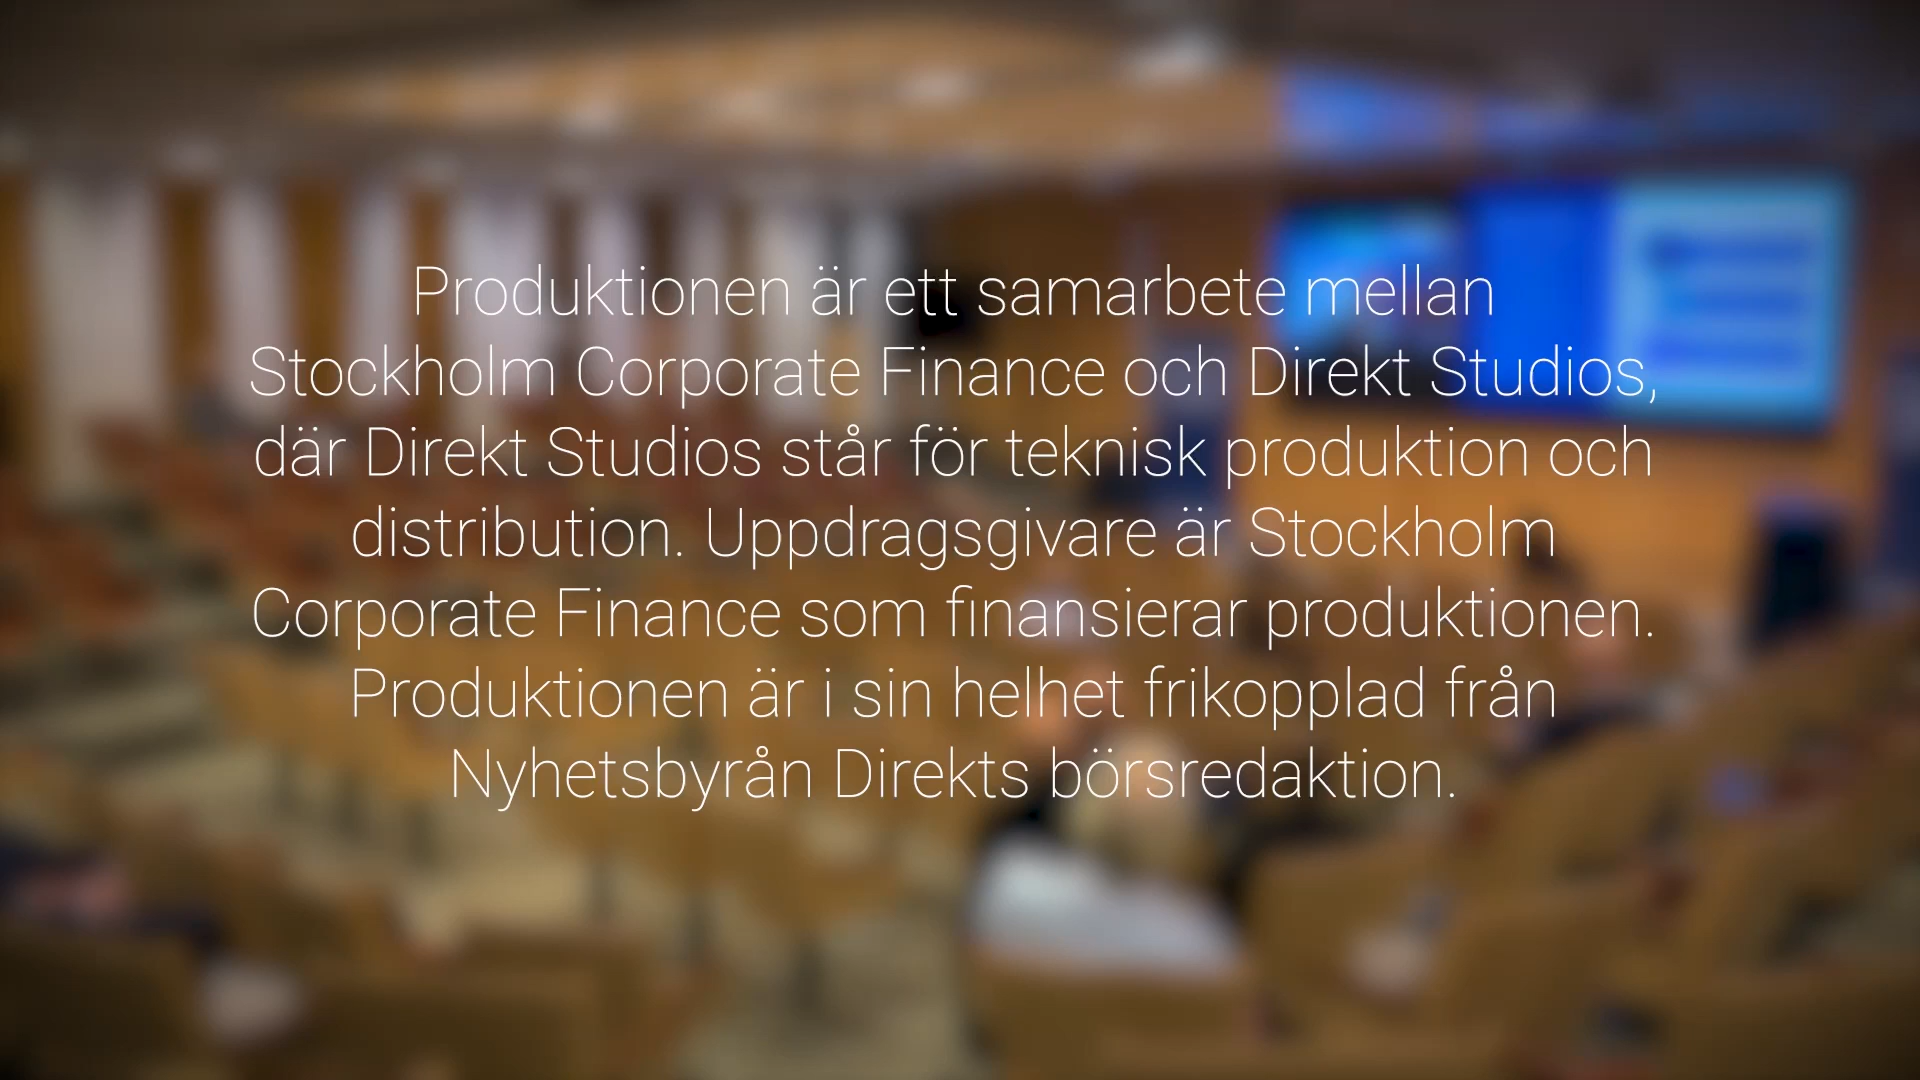 Produktionen är ett samarbete mellan
Stockholm Corporate Finance och Direkt Studios,
där Direkt Studios står för teknisk produktion och
distribution. Uppdragsgivare är Stockholm
Corporate Finance som finansierar produktionen.
Produktionen är i sin helhet frikopplad från
Nyhetsbyrån Direkts börsredaktion.